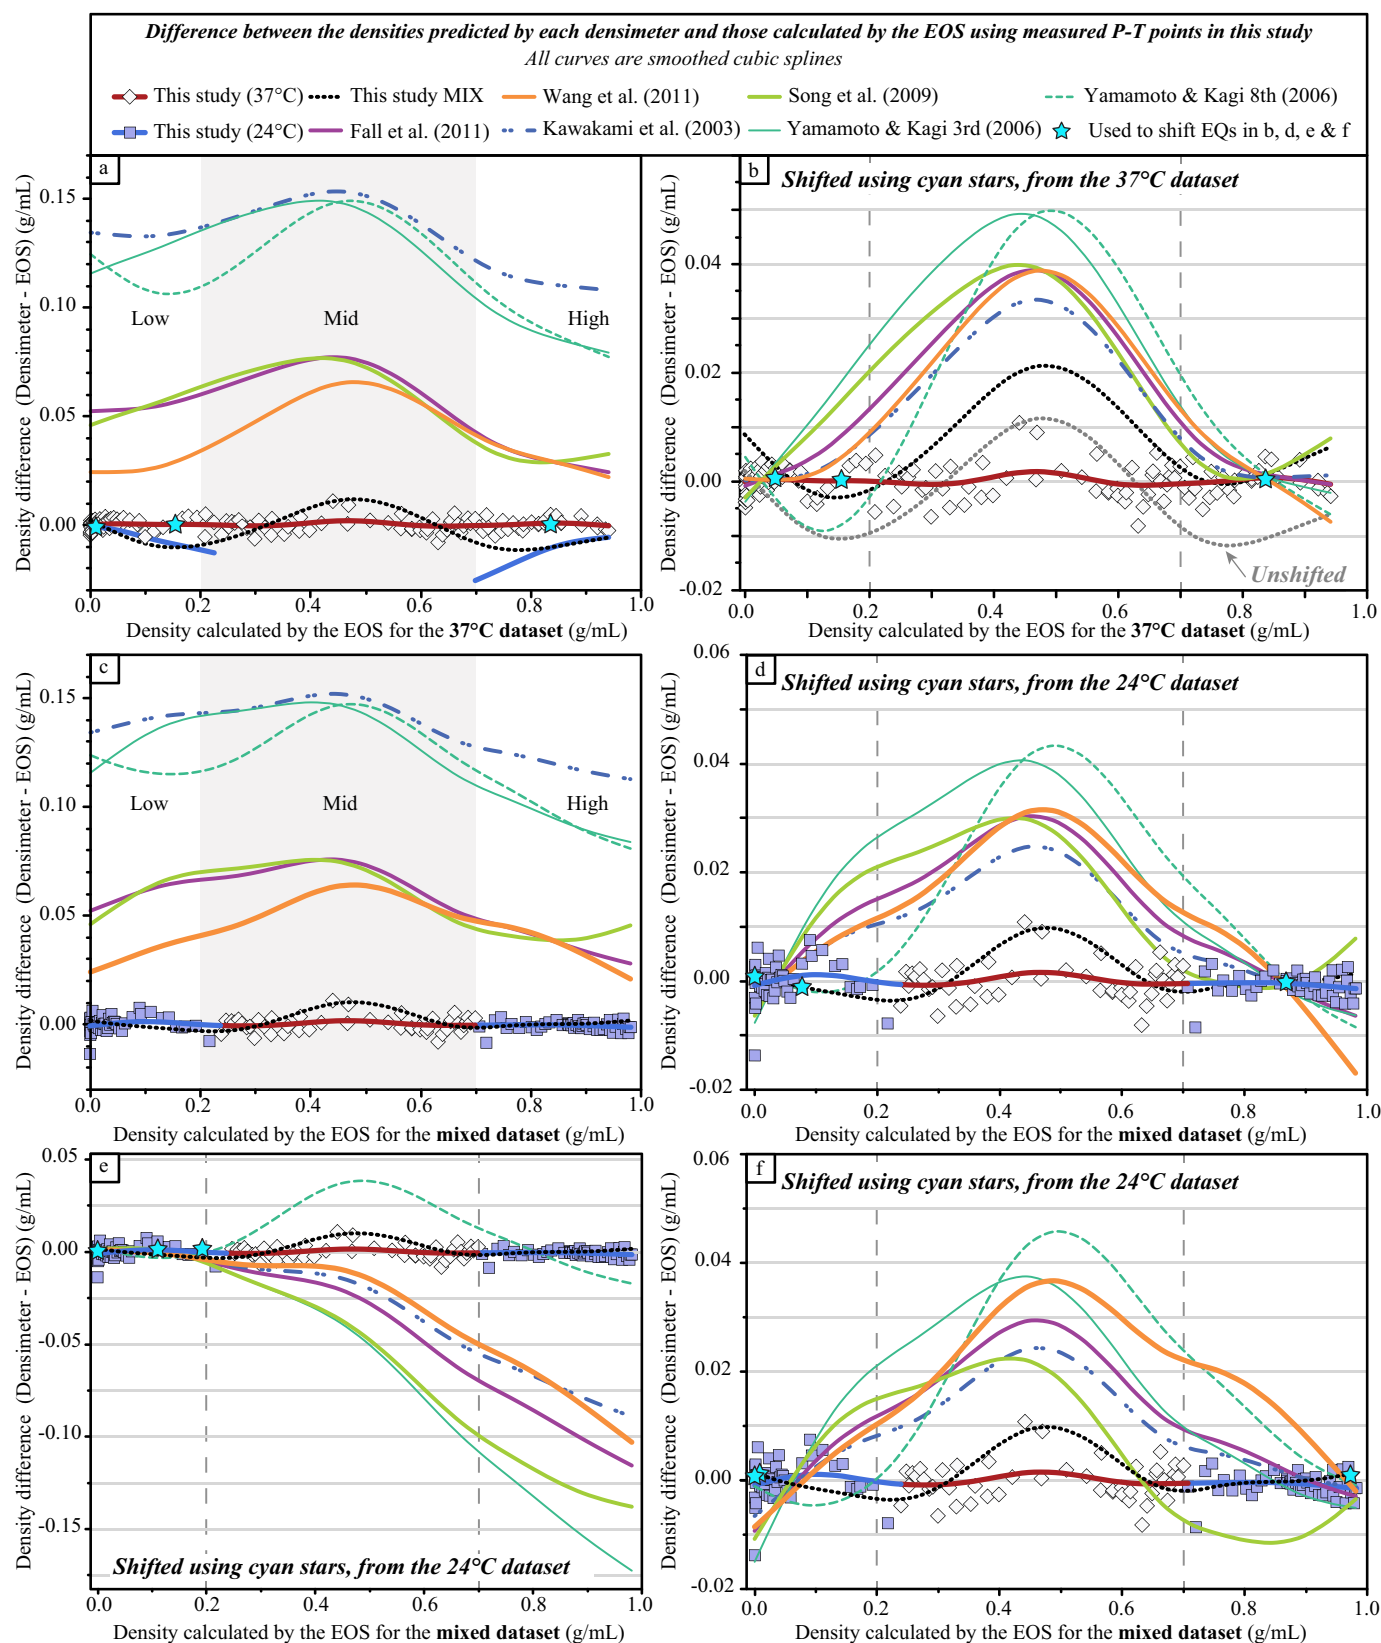 Difference between the densities predicted by each densimeter and those calculated by the EOS using measured P-T points in this study
All curves are smoothed cubic splines
This study (37°C) This study MIX Wang et al. (2011) Song et al. (2009) Yamamoto & Kagi 8th (2006)
This study (24°C) Fall et al. (2011) Kawakami et al. (2003) Yamamoto & Kagi 3rd (2006) Used to shift EQs in b, d, e & f
a
Density difference (Densimeter - EOS) (g/mL)
0.15
0.10
0.05
0.00
Low
Mid
High
0.0 0.2 0.4 0.6 0.8 1.0
Density calculated by the EOS for the 37°C dataset (g/mL)
b
Shifted using cyan stars, from the 37°C dataset
Density difference (Densimeter - EOS) (g/mL)
0.04
0.02
0.00
-0.02
Unshifted
0.0 0.2 0.4 0.6 0.8 1.0
Density calculated by the EOS for the 37°C dataset (g/mL)
c
Density difference (Densimeter - EOS) (g/mL)
0.15
0.10
0.05
0.00
Low
Mid
High
0.0 0.2 0.4 0.6 0.8 1.0
Density calculated by the EOS for the mixed dataset (g/mL)
d
Shifted using cyan stars, from the 24°C dataset
Density difference (Densimeter - EOS) (g/mL)
0.06
0.04
0.02
0.00
-0.02
0.0 0.2 0.4 0.6 0.8 1.0
Density calculated by the EOS for the mixed dataset (g/mL)
e
Density difference (Densimeter - EOS) (g/mL)
0.05
0.00
-0.05
-0.10
-0.15
Shifted using cyan stars, from the 24°C dataset
0.0 0.2 0.4 0.6 0.8 1.0
Density calculated by the EOS for the mixed dataset (g/mL)
f
Shifted using cyan stars, from the 24°C dataset
Density difference (Densimeter - EOS) (g/mL)
0.06
0.04
0.02
0.00
-0.02
0.0 0.2 0.4 0.6 0.8 1.0
Density calculated by the EOS for the mixed dataset (g/mL)